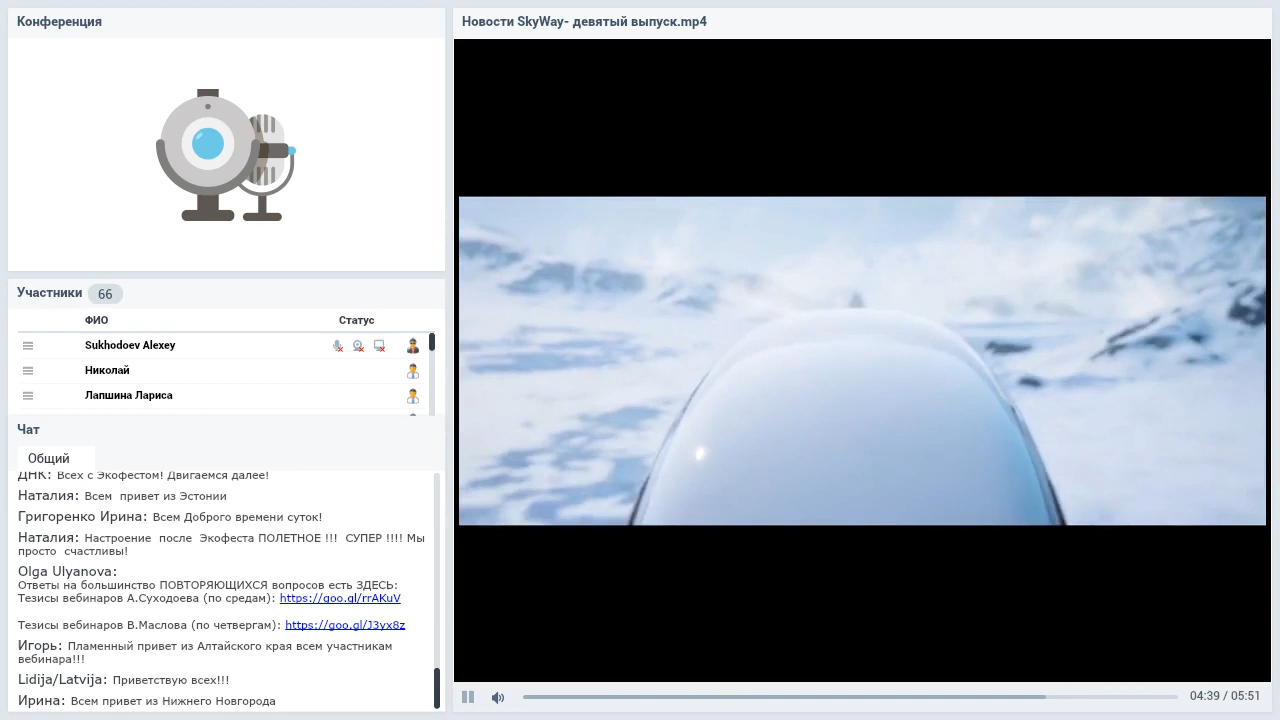 Конференция
Новости SkyWay- девятый выпуск.mp4
Участники 66
ФИО Статус
Sukhodoev Alexey
Николай
Лапшина Лариса
Чат
Общий
ДНК: Всех с Экофестом! Двигаемся далее!
Наталия: Всем привет из Эстонии
Григоренко Ирина: Всем Доброго времени суток!
Наталия: Настроение после Экофеста ПОЛЕТНОЕ !!! СУПЕР !!!! Мы
просто счастливы!
Olga Ulyanova:
Ответы на большинство ПОВТОРЯЮЩИХСЯ вопросов есть ЗДЕСЬ:
Тезисы вебинаров А.Суходоева (по средам): https://goo.gl/rrAKuV
Тезисы вебинаров В.Маслова (по четвергам): https://goo.gl/J3yx8z
Игорь: Пламенный привет из Алтайского края всем участникам
вебинара!!!
Lidija/Latvija: Приветствую всех!!!
Ирина: Всем привет из Нижнего Новгорода
04:39 / 05:51